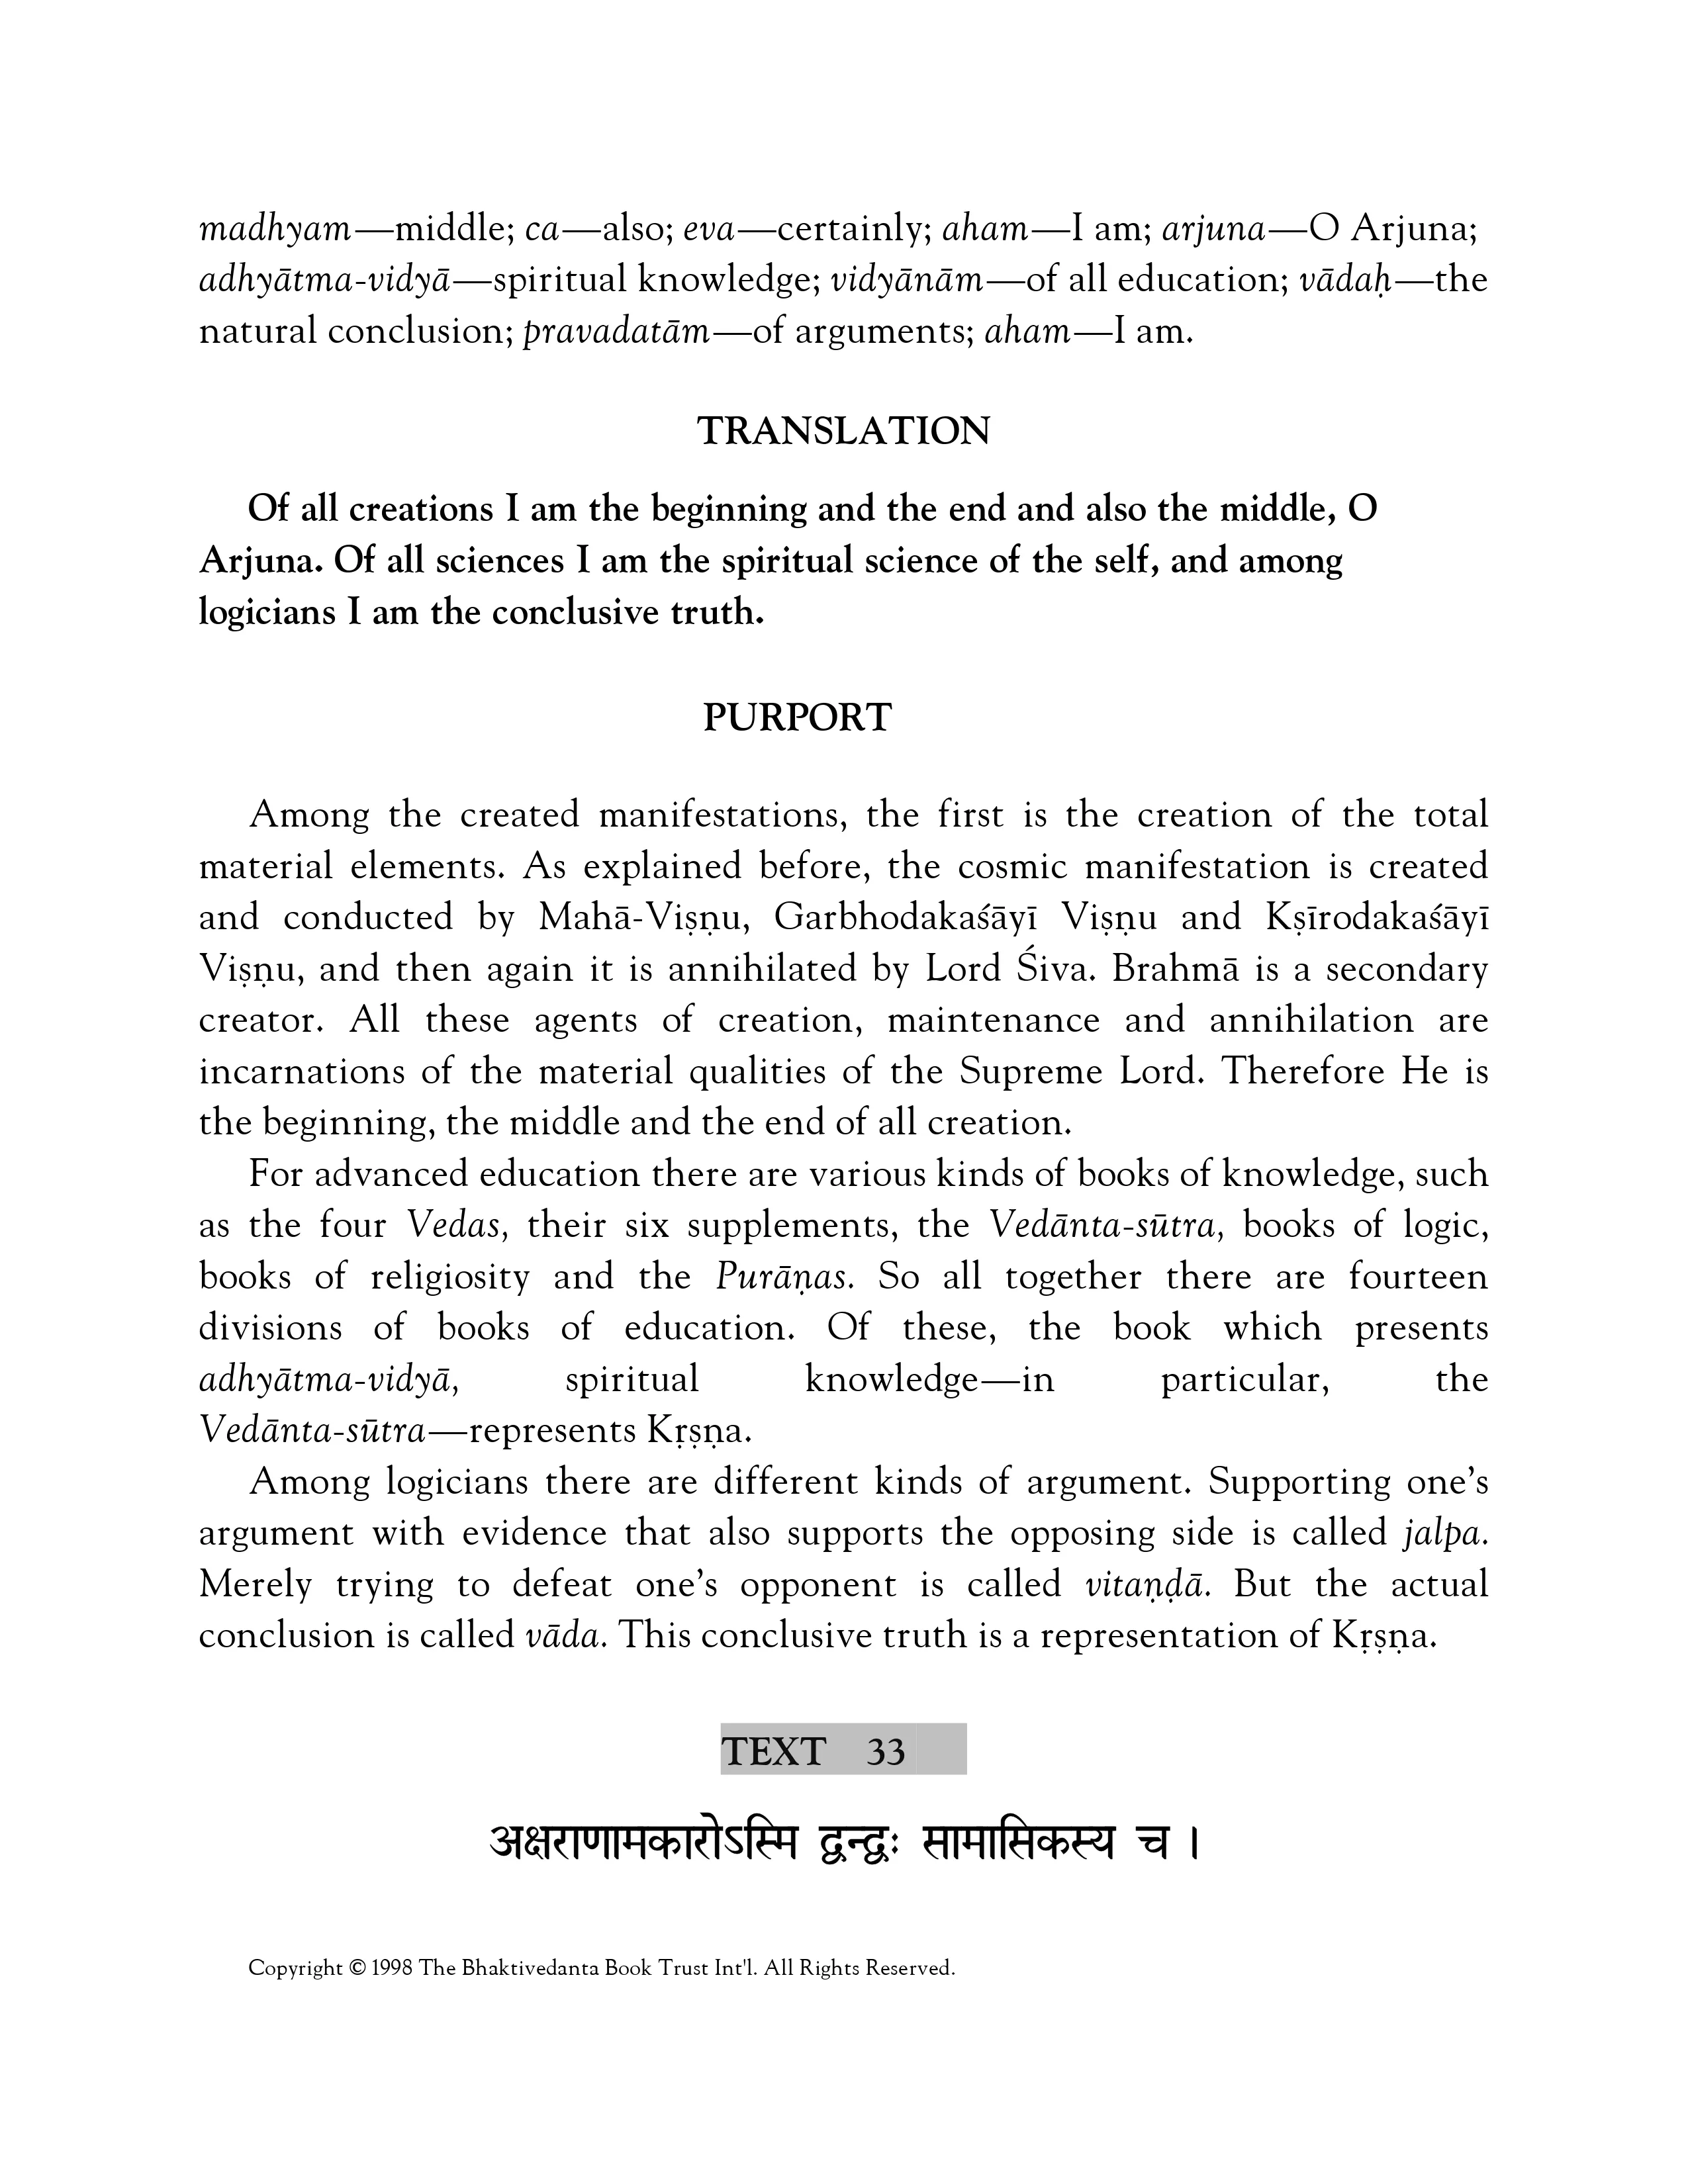 madhyam—middle; ca—also; eva—certainly; aham—I am; arjuna—O Arjuna;
adhyātma-vidyā—spiritual knowledge; vidyānām—of all education; vādaḥ—the
natural conclusion; pravadatām—of arguments; aham—I am.
TRANSLATION
Of all creations I am the beginning and the end and also the middle, O
Arjuna. Of all sciences I am the spiritual science of the self, and among
logicians I am the conclusive truth.
PURPORT
Among the created manifestations, the first is the creation of the total
material elements. As explained before, the cosmic manifestation is created
and conducted by Mahā-Viṣṇu, Garbhodakaśāyī Viṣṇu and Kṣīrodakaśāyī
Viṣṇu, and then again it is annihilated by Lord Śiva. Brahmā is a secondary
creator. All these agents of creation, maintenance and annihilation are
incarnations of the material qualities of the Supreme Lord. Therefore He is
the beginning, the middle and the end of all creation.
For advanced education there are various kinds of books of knowledge, such
as the four Vedas, their six supplements, the Vedānta-sūtra, books of logic,
books of religiosity and the Purāṇas. So all together there are fourteen
divisions of books of education. Of these, the book which presents
adhyātma-vidyā, spiritual knowledge—in particular, the
Vedānta-sūtra—represents Kṛṣṇa.
Among logicians there are different kinds of argument. Supporting one’s
argument with evidence that also supports the opposing side is called jalpa.
Merely trying to defeat one’s opponent is called vitaṇḍā. But the actual
conclusion is called vāda. This conclusive truth is a representation of Kṛṣṇa.
TEXT 33
अक्षराणामकारोऽस्मि द्वन्द्वः सामासिकस्य च ।
Copyright © 1998 The Bhaktivedanta Book Trust Int'l. All Rights Reserved.